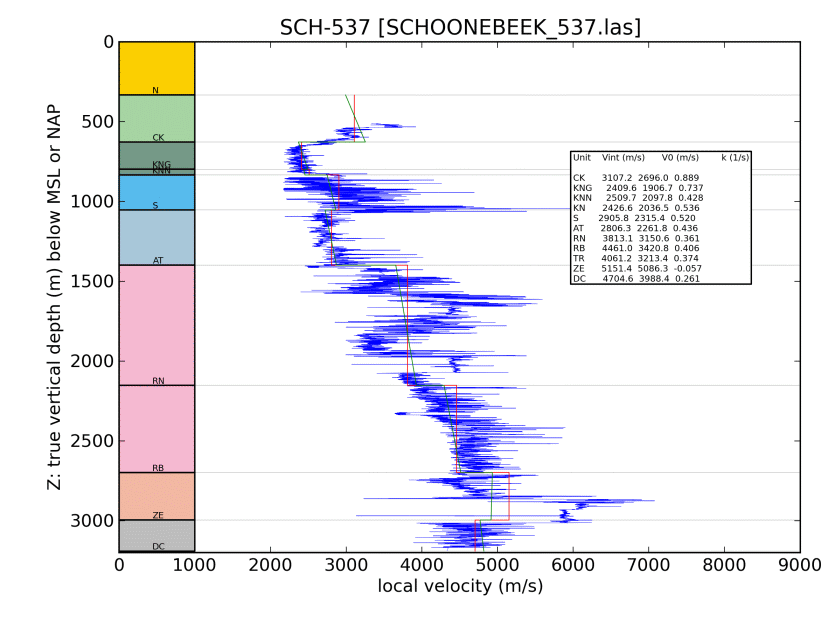 SCH-537 [SCHOONEBEEK_537.las]
Z: true vertical depth (m) below MSL or NAP
0
500
1000
1500
2000
2500
3000
N
CK
KNG
KNN
S
AT
RN
RB
ZE
DC
Unit Vint (m/s) V0 (m/s) k (1/s)
CK 3107.2 2696.0 0.889
KNG 2409.6 1906.7 0.737
KNN 2509.7 2097.8 0.428
KN 2426.6 2036.5 0.536
S 2905.8 2315.4 0.520
AT 2806.3 2261.8 0.436
RN 3813.1 3150.6 0.361
RB 4461.0 3420.8 0.406
TR 4061.2 3213.4 0.374
ZE 5151.4 5086.3 -0.057
DC 4704.6 3988.4 0.261
0 1000 2000 3000 4000 5000 6000 7000 8000 9000
local velocity (m/s)